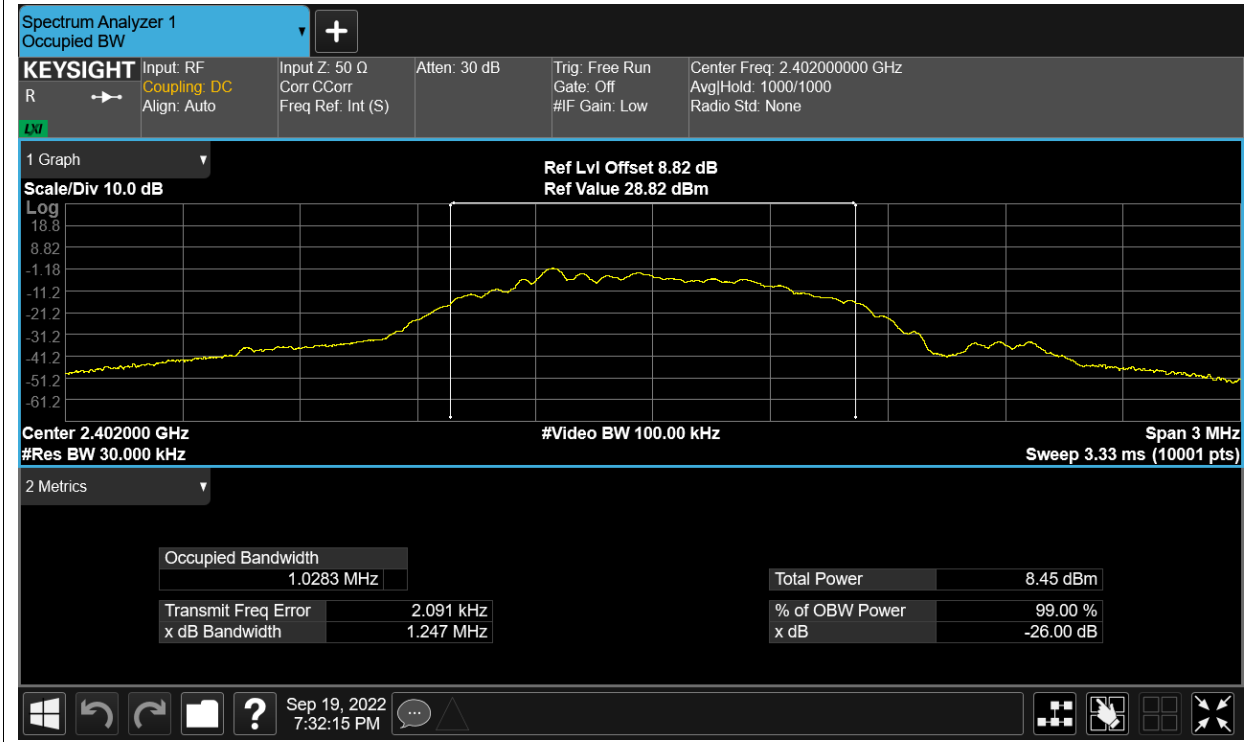 Spectrum Analyzer 1
Occupied BW
KEYSIGHT Input: RF Input Z: 50 Ω Atten: 30 dB Trig: Free Run Center Freq: 2.402000000 GHz
R Coupling: DC Corr CCorr Gate: Off Avg|Hold: 1000/1000
Align: Auto Freq Ref: Int (S) #IF Gain: Low Radio Std: None
LXI
1 Graph
Ref Lvl Offset 8.82 dB
Scale/Div 10.0 dB Ref Value 28.82 dBm
Log
18.8
8.82
-1.18
-11.2
-21.2
-31.2
-41.2
-51.2
-61.2
Center 2.402000 GHz #Video BW 100.00 kHz Span 3 MHz
#Res BW 30.000 kHz Sweep 3.33 ms (10001 pts)
2 Metrics
Occupied Bandwidth
1.0283 MHz Total Power 8.45 dBm
Transmit Freq Error 2.091 kHz % of OBW Power 99.00 %
x dB Bandwidth 1.247 MHz x dB -26.00 dB
? Sep 19, 2022
7:32:15 PM